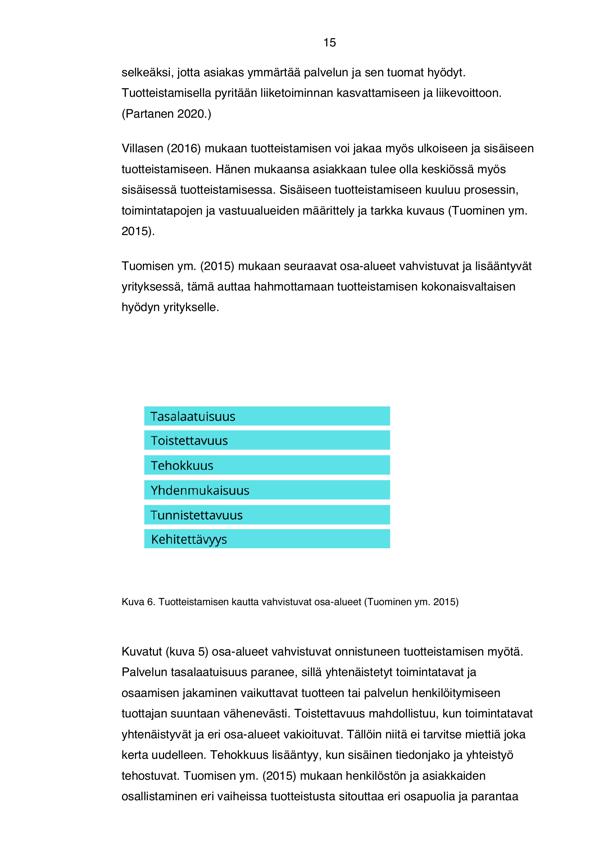 15
selkeäksi, jotta asiakas ymmärtää palvelun ja sen tuomat hyödyt.
Tuotteistamisella pyritään liiketoiminnan kasvattamiseen ja liikevoittoon.
(Partanen 2020.)
Villasen (2016) mukaan tuotteistamisen voi jakaa myös ulkoiseen ja sisäiseen
tuotteistamiseen. Hänen mukaansa asiakkaan tulee olla keskiössä myös
sisäisessä tuotteistamisessa. Sisäiseen tuotteistamiseen kuuluu prosessin,
toimintatapojen ja vastuualueiden määrittely ja tarkka kuvaus (Tuominen ym.
2015).
Tuomisen ym. (2015) mukaan seuraavat osa-alueet vahvistuvat ja lisääntyvät
yrityksessä, tämä auttaa hahmottamaan tuotteistamisen kokonaisvaltaisen
hyödyn yritykselle.
Tasalaatuisuus
Toistettavuus
Tehokkuus
Yhdenmukaisuus
Tunnistettavuus
Kehitettävyys
Kuva 6. Tuotteistamisen kautta vahvistuvat osa-alueet (Tuominen ym. 2015)
Kuvatut (kuva 5) osa-alueet vahvistuvat onnistuneen tuotteistamisen myötä.
Palvelun tasalaatuisuus paranee, sillä yhtenäistetyt toimintatavat ja
osaamisen jakaminen vaikuttavat tuotteen tai palvelun henkilöitymiseen
tuottajan suuntaan vähenevästi. Toistettavuus mahdollistuu, kun toimintatavat
yhtenäistyvät ja eri osa-alueet vakioituvat. Tällöin niitä ei tarvitse miettiä joka
kerta uudelleen. Tehokkuus lisääntyy, kun sisäinen tiedonjako ja yhteistyö
tehostuvat. Tuomisen ym. (2015) mukaan henkilöstön ja asiakkaiden
osallistaminen eri vaiheissa tuotteistusta sitouttaa eri osapuolia ja parantaa